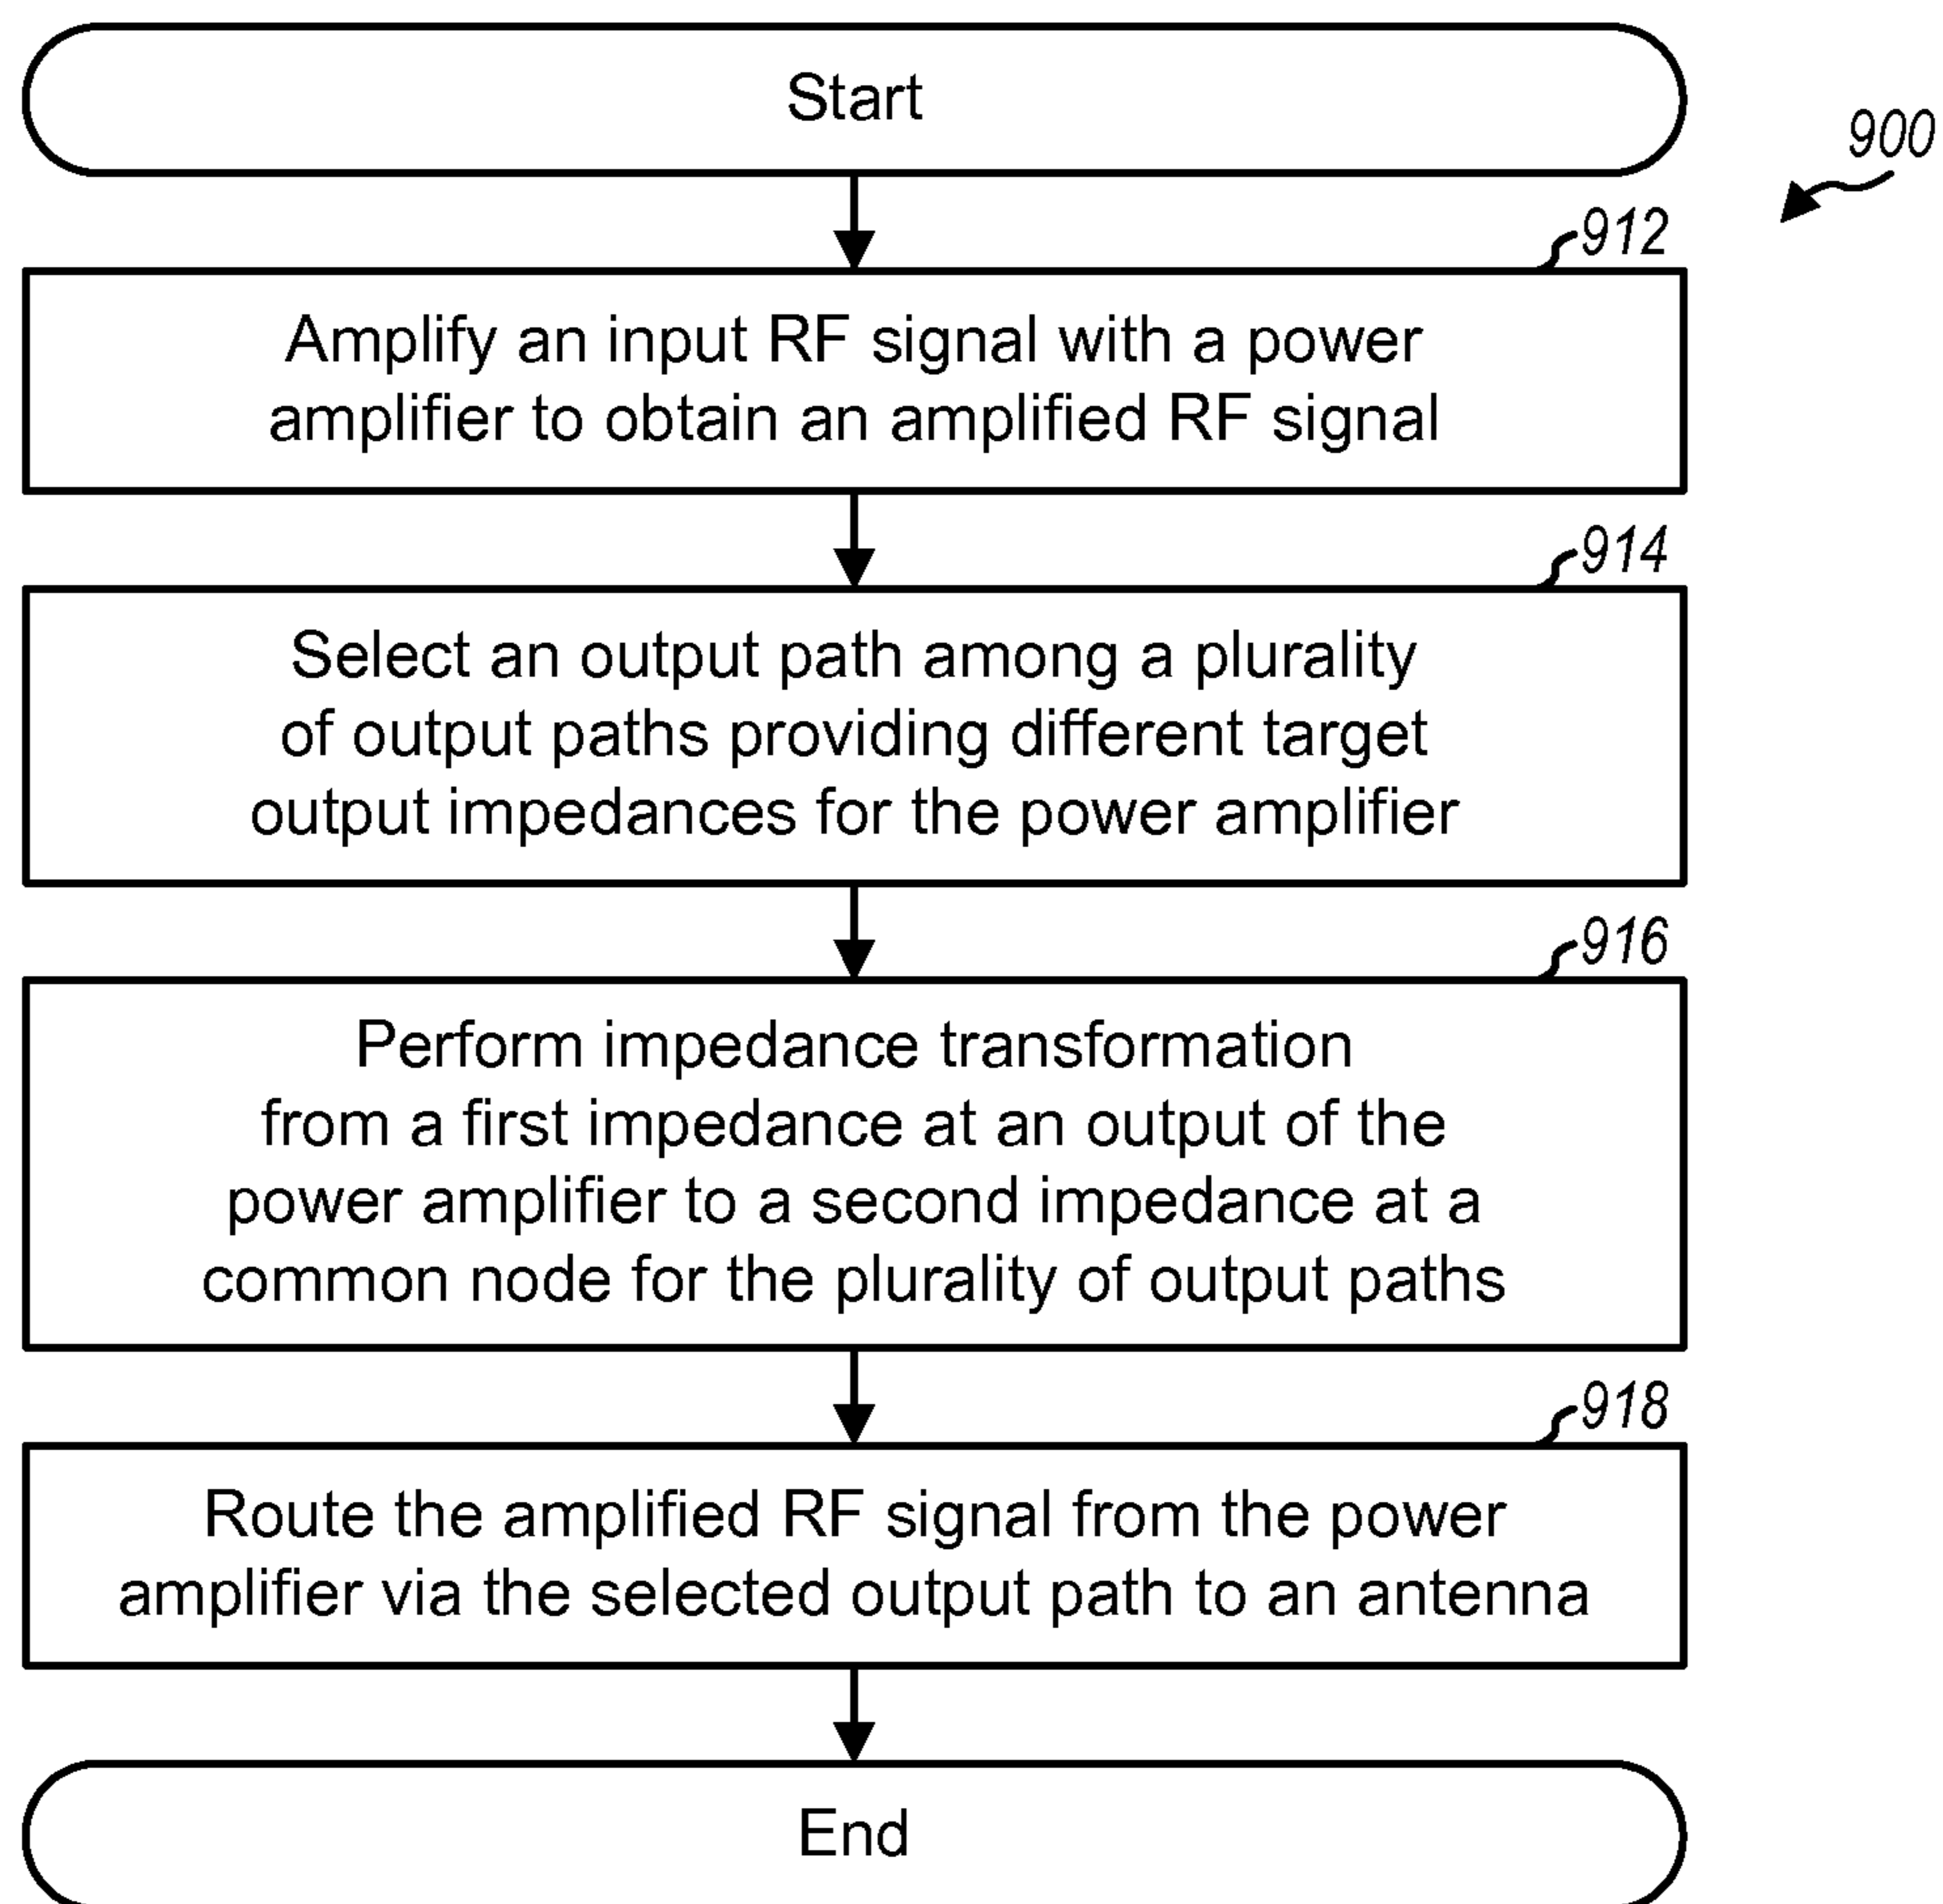 Start
900
912
Amplify an input RF signal with a power
amplifier to obtain an amplified RF signal
914
Select an output path among a plurality
of output paths providing different target
output impedances for the power amplifier
916
Perform impedance transformation
from a first impedance at an output of the
power amplifier to a second impedance at a
common node for the plurality of output paths
918
Route the amplified RF signal from the power
amplifier via the selected output path to an antenna
End